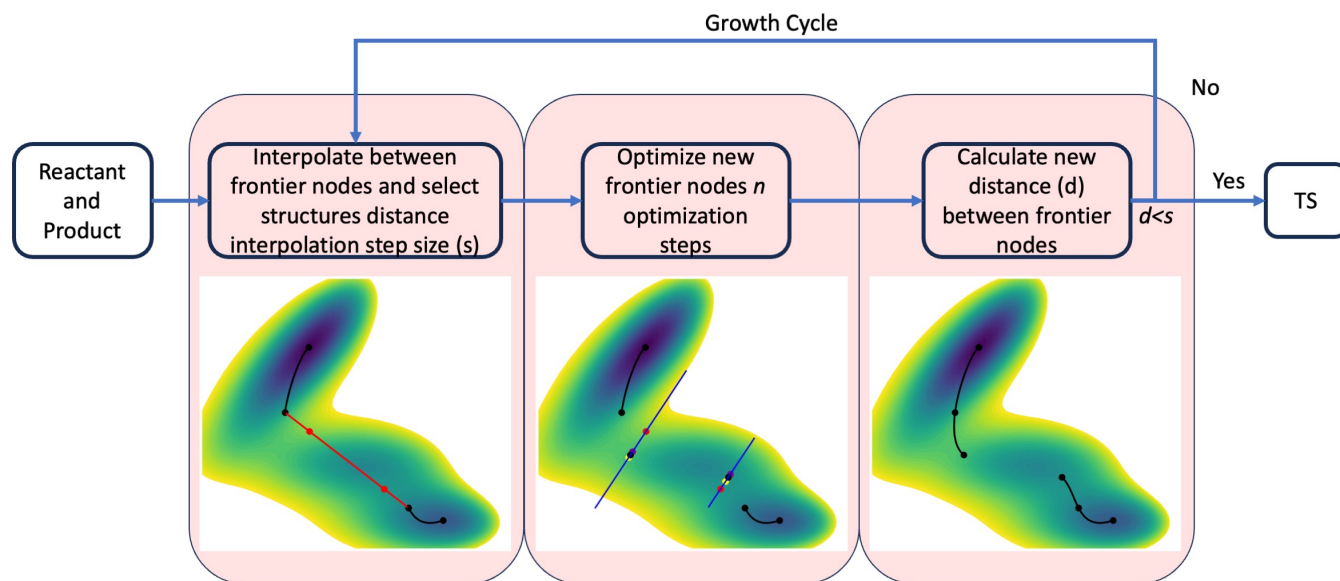 Growth Cycle
No
Reactant
and
Product
Interpolate between
frontier nodes and select
structures distance
interpolation step size (s)
Optimize new
frontier nodes n
optimization
steps
Calculate new
distance (d)
between frontier
nodes
Yes
d<s
TS